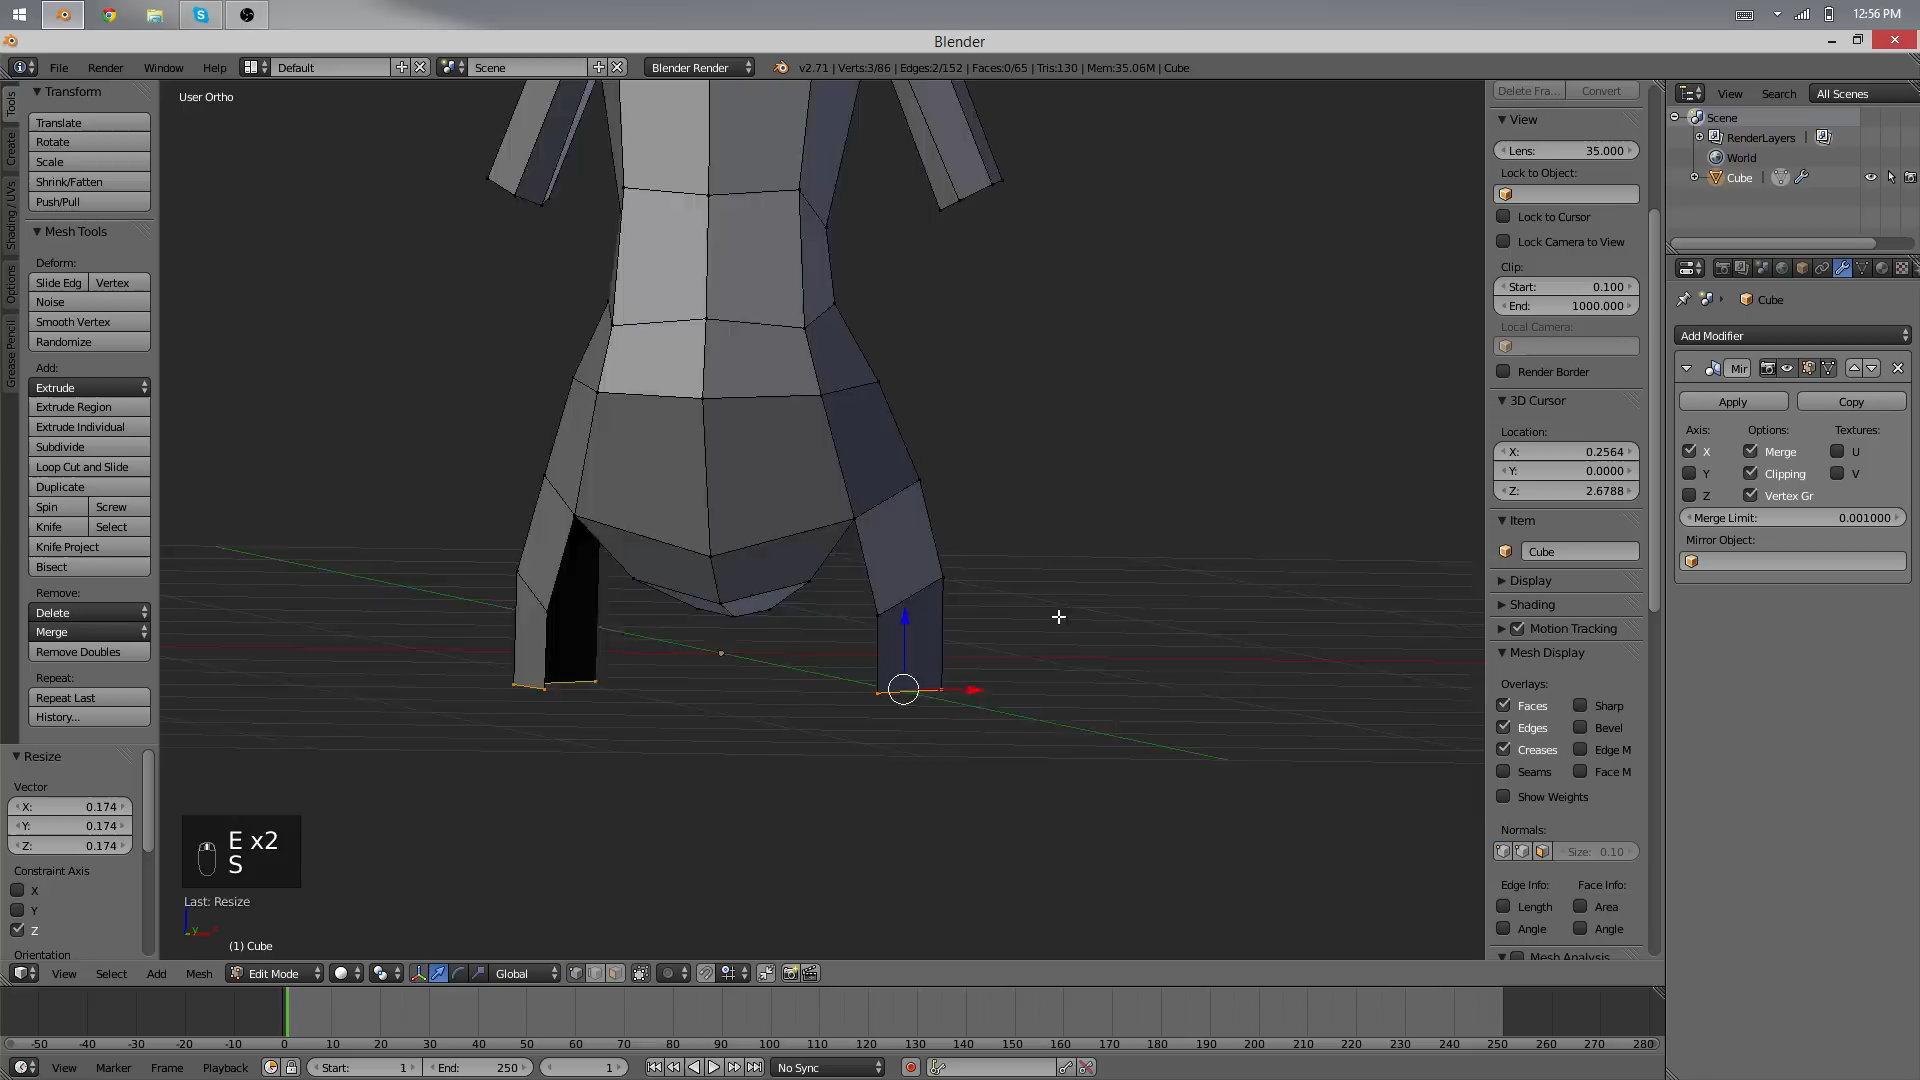 12:56 PM
Blender
File Render Window Help Default Scene Blender Render v2.71 | Verts:3/86 | Edges:2/152 | Faces:0/65 | Tris:130 | Mem:35.06M | Cube
Tools
Create
Shading / UVs
Options
Grease Pencil
Transform
Translate
Rotate
Scale
Shrink/Fatten
Push/Pull
Mesh Tools
Deform:
Slide Edg Vertex
Noise
Smooth Vertex
Randomize
Add:
Extrude
Extrude Region
Extrude Individual
Subdivide
Loop Cut and Slide
Duplicate
Spin Screw
Knife Select
Knife Project
Bisect
Remove:
Delete
Merge
Remove Doubles
Repeat:
Repeat Last
History...
Resize
Vector
X: 0.174
Y: 0.174
Z: 0.174
Constraint Axis
X
Y
Z
Orientation
User Ortho
E x2
S
Last: Resize
y x
(1) Cube
Delete Fra... Convert
View
Lens: 35.000
Lock to Object:
Lock to Cursor
Lock Camera to View
Clip:
Start: 0.100
End: 1000.000
Local Camera:
Render Border
3D Cursor
Location:
X: 0.2564
Y: 0.0000
Z: 2.6788
Item
Cube
Display
Shading
Motion Tracking
Mesh Display
Overlays:
Faces Sharp
Edges Bevel
Creases Edge M
Seams Face M
Show Weights
Normals:
Size: 0.10
Edge Info: Face Info:
Length Area
Angle Angle
Mesh Analysis
View Search All Scenes
Scene
RenderLayers
World
Cube
Cube
Add Modifier
Mir
Apply Copy
Axis: Options: Textures:
X Merge U
Y Clipping V
Z Vertex Gr
Merge Limit: 0.001000
Mirror Object:
View Select Add Mesh Edit Mode Global
-50 -40 -30 -20 -10 0 10 20 30 40 50 60 70 80 90 100 110 120 130 140 150 160 170 180 190 200 210 220 230 240 250 260 270 280
View Marker Frame Playback Start: 1 End: 250 1 No Sync